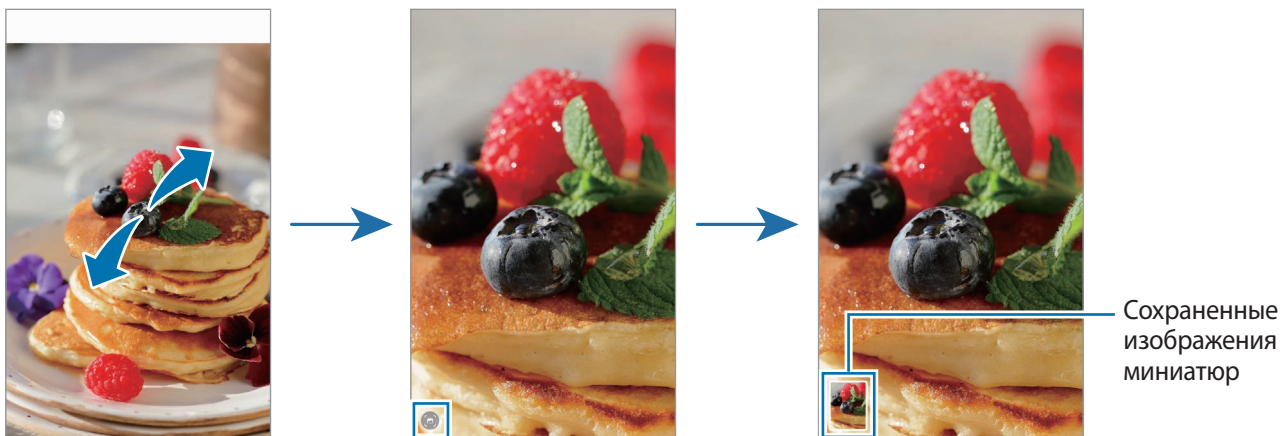 Сохраненные
изображения
миниатюр